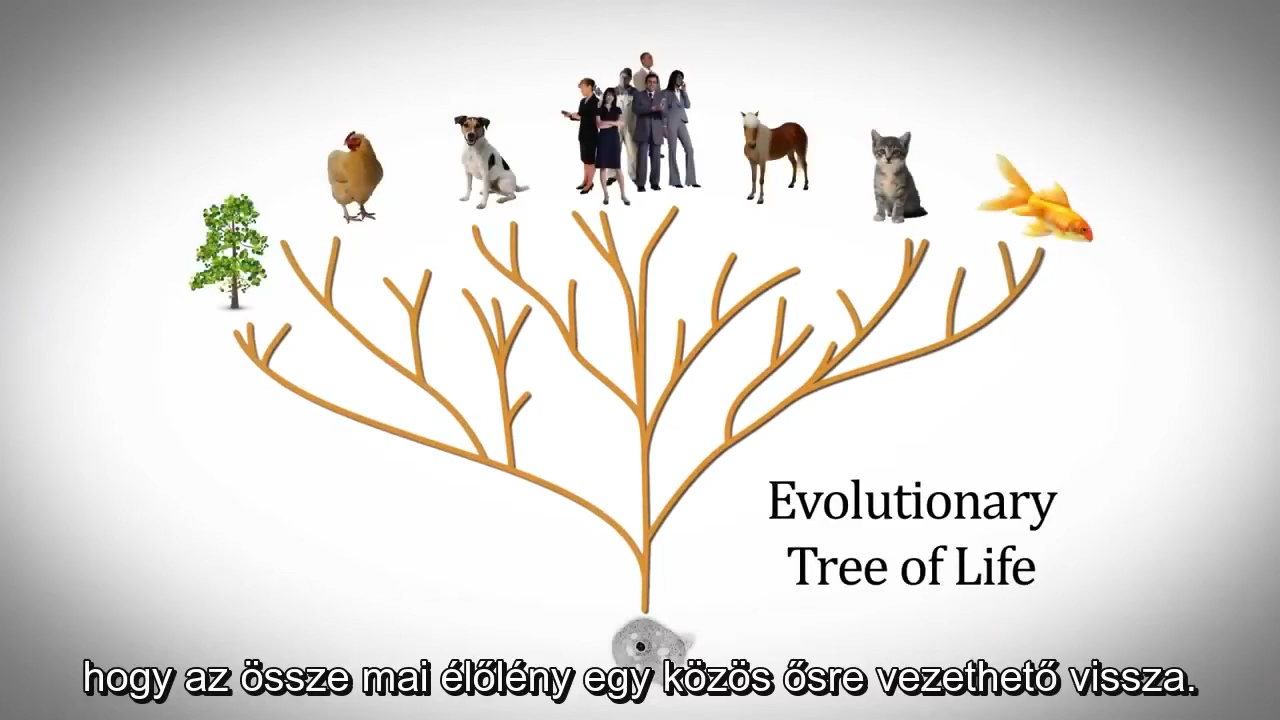 Evolutionary
Tree of Life
hogy az össze mai élőlény egy közös ősre vezethető vissza.